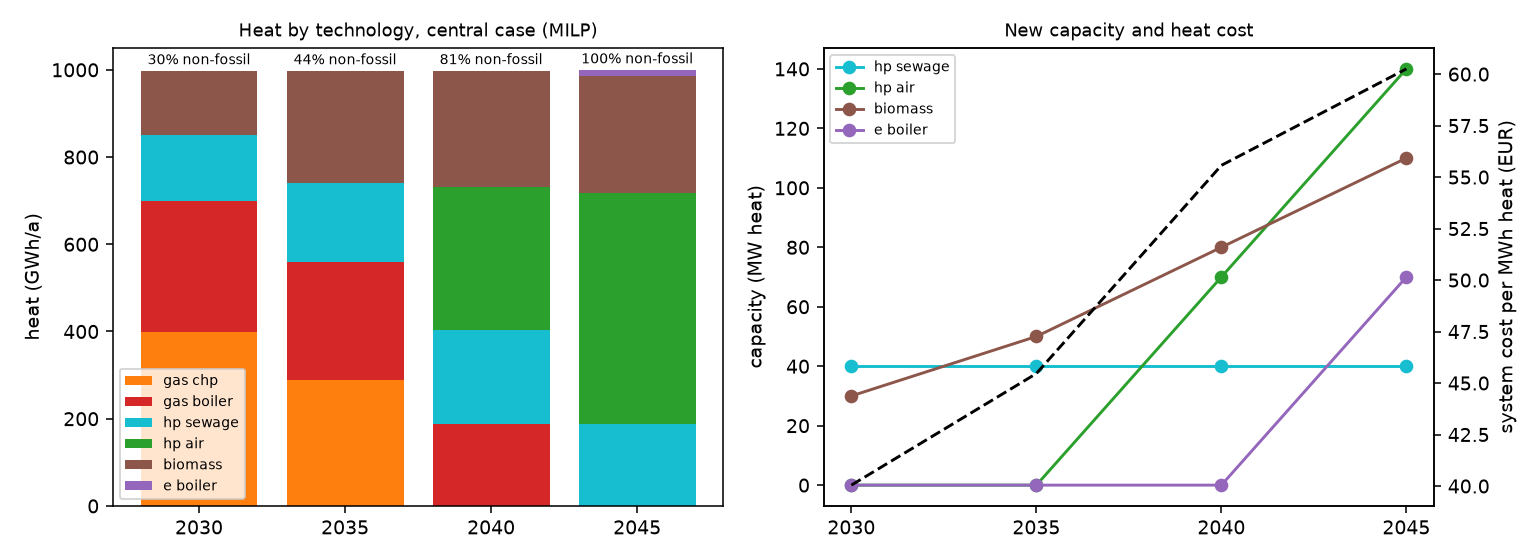 Heat by technology, central case (MILP)
30% non-fossil
44% non-fossil
81% non-fossil
100% non-fossil
heat (GWh/a)
1000
800
600
400
200
0
gas chp
gas boiler
hp sewage
hp air
biomass
e boiler
2030
2035
2040
2045
New capacity and heat cost
hp sewage
hp air
biomass
e boiler
capacity (MW heat)
140
120
100
80
60
40
20
0
2030
2035
2040
2045
60.0
57.5
55.0
52.5
50.0
47.5
45.0
42.5
40.0
system cost per MWh heat (EUR)